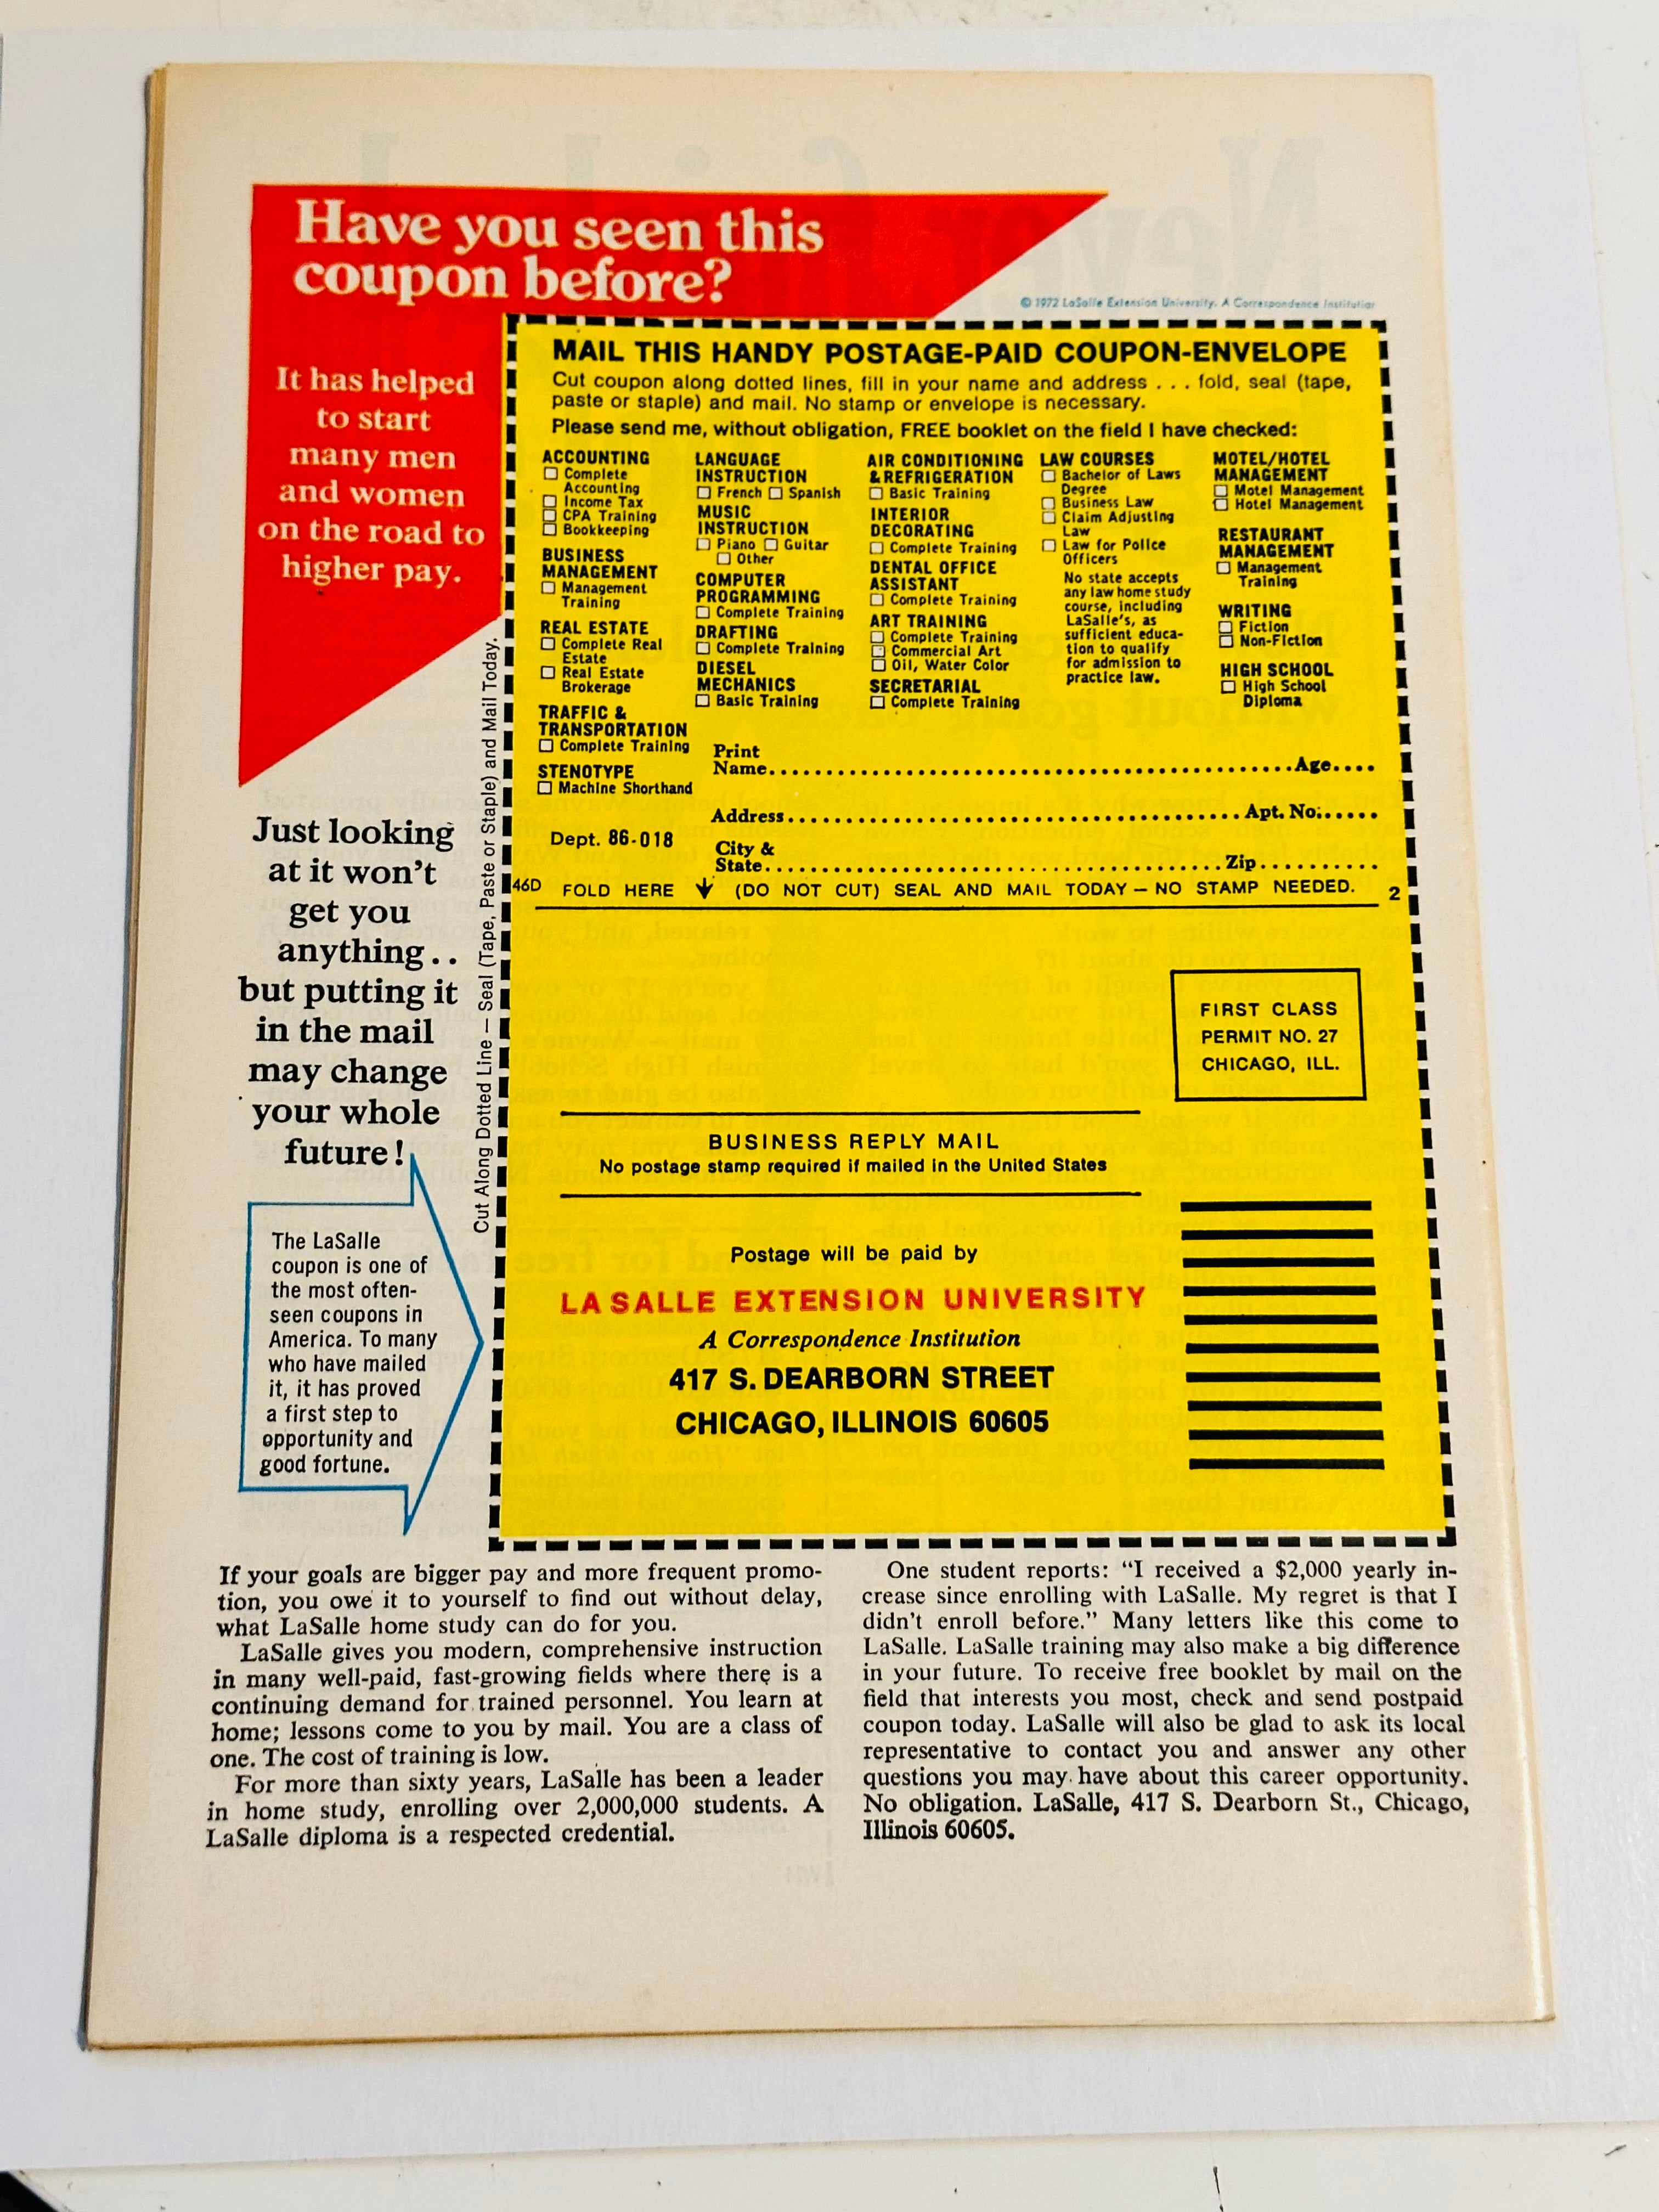 Have you seen this
coupon before?
© 1972 LaSalle Extension University. A Correspondence Institution
It has helped
to start
many men
and women
on the road to
higher pay.
Just looking
at it won't
get you
anything . .
but putting it
in the mail
may change
your whole
future!
The LaSalle
coupon is one of
the most often-
seen coupons in
America. To many
who have mailed
it, it has proved
a first step to
opportunity and
good fortune.
Cut Along Dotted Line — Seal (Tape, Paste or Staple) and Mail Today.
MAIL THIS HANDY POSTAGE-PAID COUPON-ENVELOPE
Cut coupon along dotted lines, fill in your name and address . . . fold, seal (tape,
paste or staple) and mail. No stamp or envelope is necessary.
Please send me, without obligation, FREE booklet on the field I have checked:
ACCOUNTING
☐ Complete
Accounting
☐ Income Tax
☐ CPA Training
☐ Bookkeeping
BUSINESS
MANAGEMENT
☐ Management
Training
REAL ESTATE
☐ Complete Real
Estate
☐ Real Estate
Brokerage
TRAFFIC &
TRANSPORTATION
☐ Complete Training
STENOTYPE
☐ Machine Shorthand
LANGUAGE
INSTRUCTION
☐ French ☐ Spanish
MUSIC
INSTRUCTION
☐ Piano ☐ Guitar
☐ Other
COMPUTER
PROGRAMMING
☐ Complete Training
DRAFTING
☐ Complete Training
DIESEL
MECHANICS
☐ Basic Training
AIR CONDITIONING
& REFRIGERATION
☐ Basic Training
INTERIOR
DECORATING
☐ Complete Training
DENTAL OFFICE
ASSISTANT
☐ Complete Training
ART TRAINING
☐ Complete Training
☐ Commercial Art
☐ Oil, Water Color
SECRETARIAL
☐ Complete Training
LAW COURSES
☐ Bachelor of Laws
Degree
☐ Business Law
☐ Claim Adjusting
Law
☐ Law for Police
Officers
No state accepts
any law home study
course, including
LaSalle's, as
sufficient educa-
tion to qualify
for admission to
practice law.
MOTEL/HOTEL
MANAGEMENT
☐ Motel Management
☐ Hotel Management
RESTAURANT
MANAGEMENT
☐ Management
Training
WRITING
☐ Fiction
☐ Non-Fiction
HIGH SCHOOL
☐ High School
Diploma
Print
Name..........Age....
Address..........Apt. No:.....
Dept. 86-018
City &
State..........Zip..........
46D FOLD HERE ↓ (DO NOT CUT) SEAL AND MAIL TODAY — NO STAMP NEEDED. 2
FIRST CLASS
PERMIT NO. 27
CHICAGO, ILL.
BUSINESS REPLY MAIL
No postage stamp required if mailed in the United States
Postage will be paid by
LA SALLE EXTENSION UNIVERSITY
A Correspondence Institution
417 S. DEARBORN STREET
CHICAGO, ILLINOIS 60605
If your goals are bigger pay and more frequent promo-
tion, you owe it to yourself to find out without delay,
what LaSalle home study can do for you.
LaSalle gives you modern, comprehensive instruction
in many well-paid, fast-growing fields where there is a
continuing demand for trained personnel. You learn at
home; lessons come to you by mail. You are a class of
one. The cost of training is low.
For more than sixty years, LaSalle has been a leader
in home study, enrolling over 2,000,000 students. A
LaSalle diploma is a respected credential.
One student reports: "I received a $2,000 yearly in-
crease since enrolling with LaSalle. My regret is that I
didn't enroll before." Many letters like this come to
LaSalle. LaSalle training may also make a big difference
in your future. To receive free booklet by mail on the
field that interests you most, check and send postpaid
coupon today. LaSalle will also be glad to ask its local
representative to contact you and answer any other
questions you may have about this career opportunity.
No obligation. LaSalle, 417 S. Dearborn St., Chicago,
Illinois 60605.